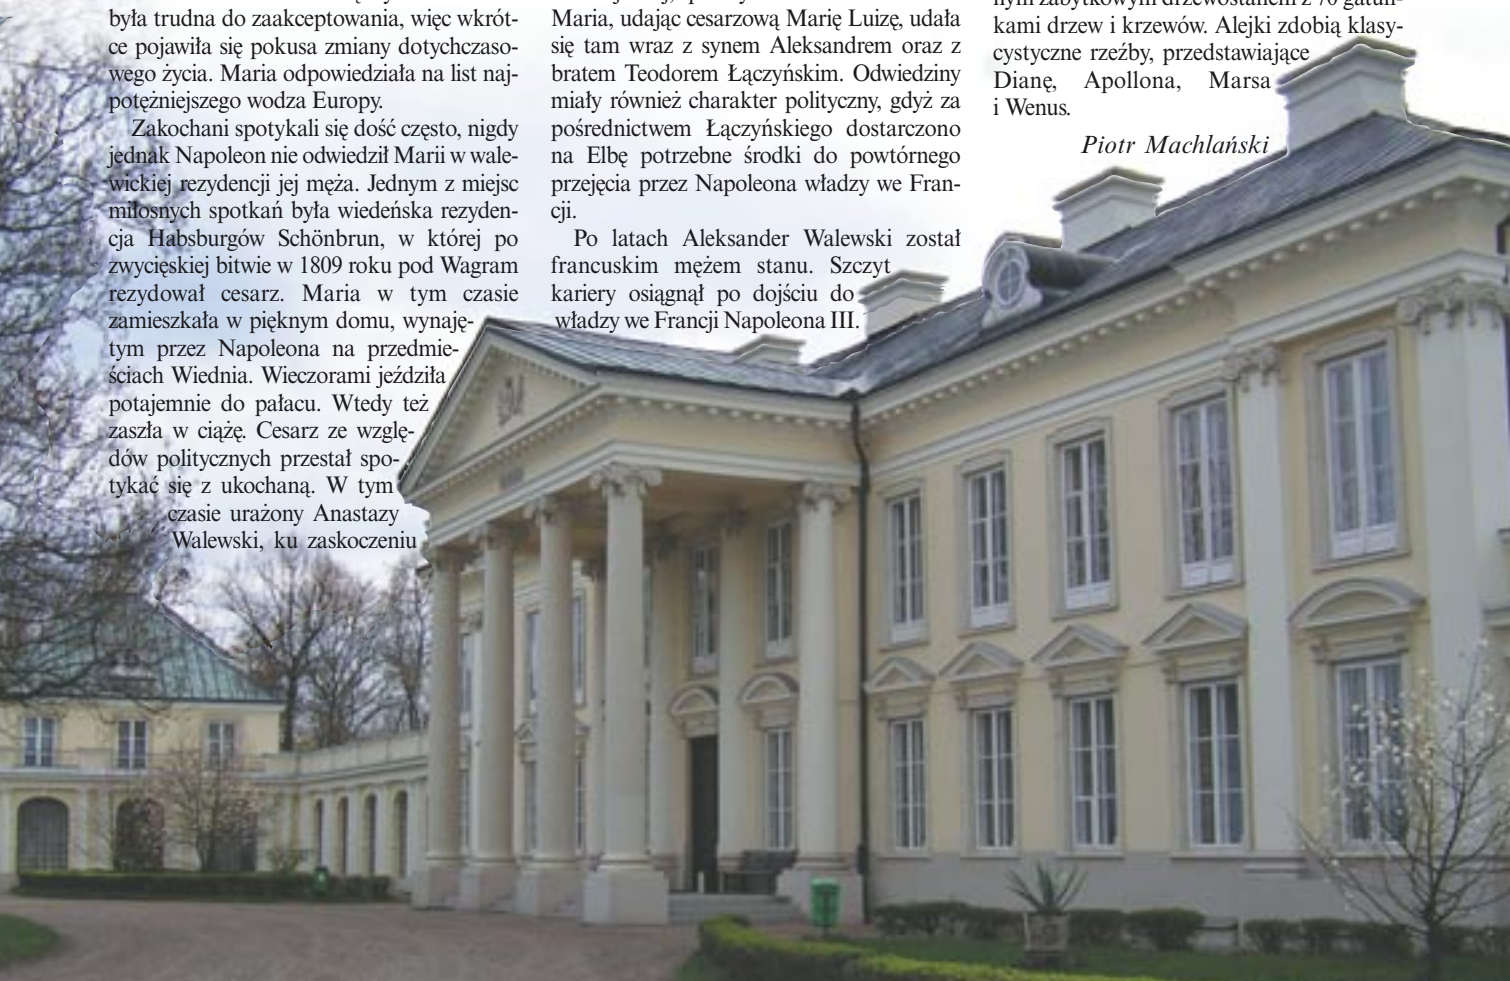 była trudna do zaakceptowania, więc wkrót-
ce pojawiła się pokusa zmiany dotychczaso-
wego życia. Maria odpowiedziała na list naj-
potężniejszego wodza Europy.
Zakochani spotykali się dość często, nigdy
jednak Napoleon nie odwiedził Marii w wale-
wickiej rezydencji jej męża. Jednym z miejsc
miłosnych spotkań była wiedeńska rezyden-
cja Habsburgów Schönbrun, w której po
zwycięskiej bitwie w 1809 roku pod Wagram
rezydował cesarz. Maria w tym czasie
zamieszkała w pięknym domu, wynaję-
tym przez Napoleona na przedmie-
ściach Wiednia. Wieczorami jeździła
potajemnie do pałacu. Wtedy też
zaszła w ciążę. Cesarz ze wzglę-
dów politycznych przestał spo-
tykać się z ukochaną. W tym
czasie urażony Anastazy
Walewski, ku zaskoczeniu
Maria, udając cesarzową Marię Luizę, udała
się tam wraz z synem Aleksandrem oraz z
bratem Teodorem Łączyńskim. Odwiedziny
miały również charakter polityczny, gdyż za
pośrednictwem Łączyńskiego dostarczono
na Elbę potrzebne środki do powtórnego
przejęcia przez Napoleona władzy we Fran-
cji.
Po latach Aleksander Walewski został
francuskim mężem stanu. Szczyt
kariery osiągnął po dojściu do
władzy we Francji Napoleona III.
nym zabytkowym drzewostanem z 70 gatun-
kami drzew i krzewów. Alejki zdobią klasy-
cystyczne rzeźby, przedstawiające
Dianę, Apollona, Marsa
i Wenus.
Piotr Machlański